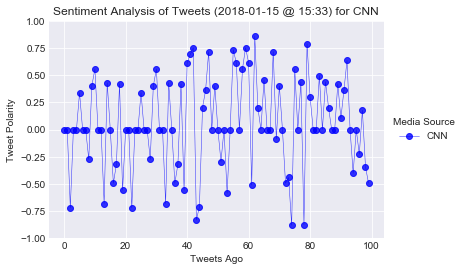 Sentiment Analysis of Tweets (2018-01-15 @ 15:33) for CNN
1.00
0.75
0.50
0.25
0.00
−0.25
−0.50
−0.75
−1.00
Tweet Polarity
0 20 40 60 80 100
Tweets Ago
Media Source
CNN